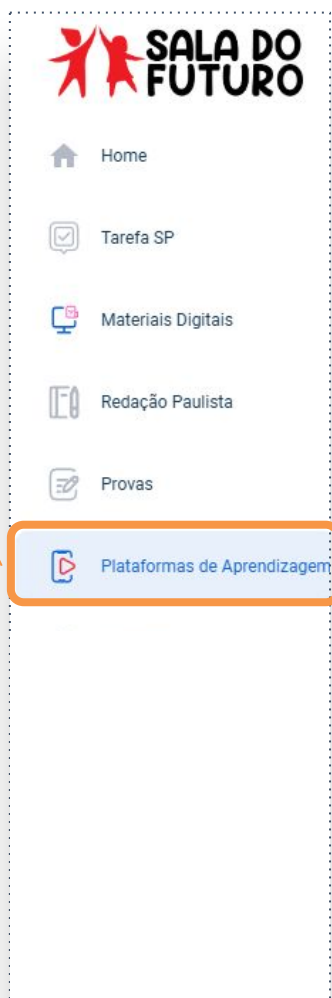 SALA DO
FUTURO
Home
Tarefa SP
Materiais Digitais
Redação Paulista
Provas
Plataformas de Aprendizagem